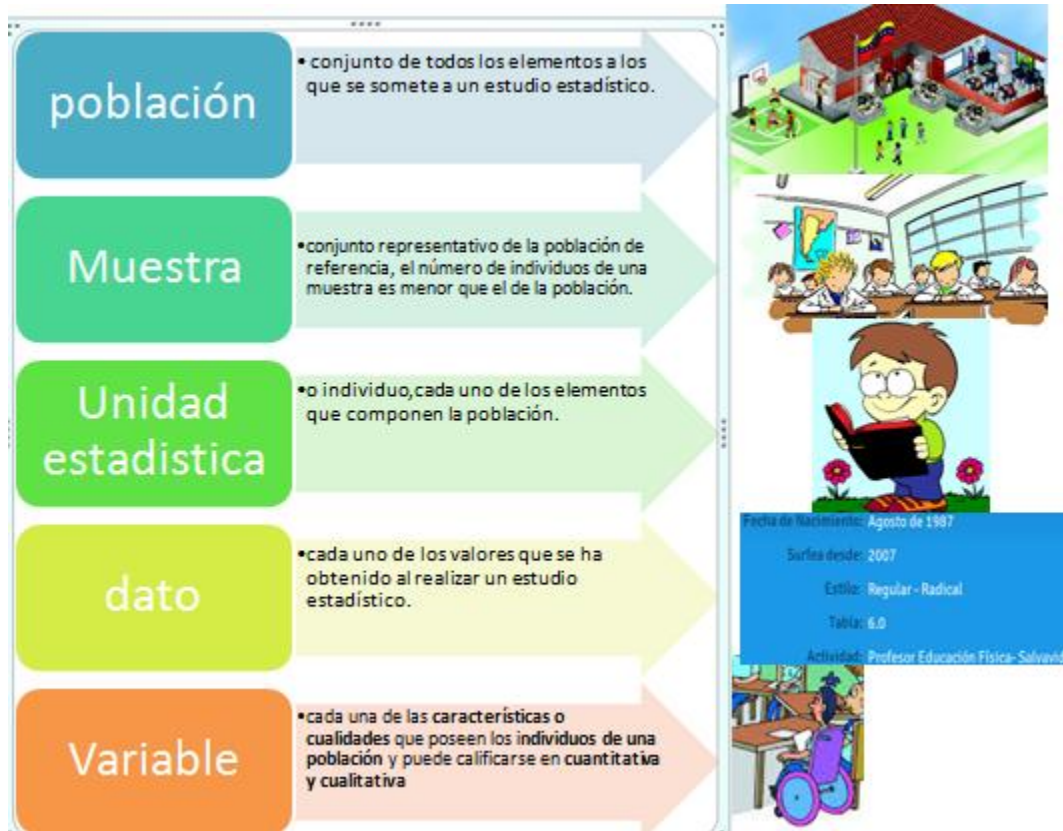 población
• conjunto de todos los elementos a los
que se somete a un estudio estadístico.
Muestra
•conjunto representativo de la población de
referencia, el número de individuos de una
muestra es menor que el de la población.
Unidad
estadistica
•o individuo,cada uno de los elementos
que componen la población.
dato
•cada uno de los valores que se ha
obtenido al realizar un estudio
estadístico.
Fecha de Nacimiento: Agosto de 1987
Surfea desde: 2007
Estilo: Regular - Radical
Tabla: 6.0
Actividad: Profesor Educación Física- Salvavid
Variable
•cada una de las características o
cualidades que poseen los individuos de una
población y puede calificarse en cuantitativa
y cualitativa